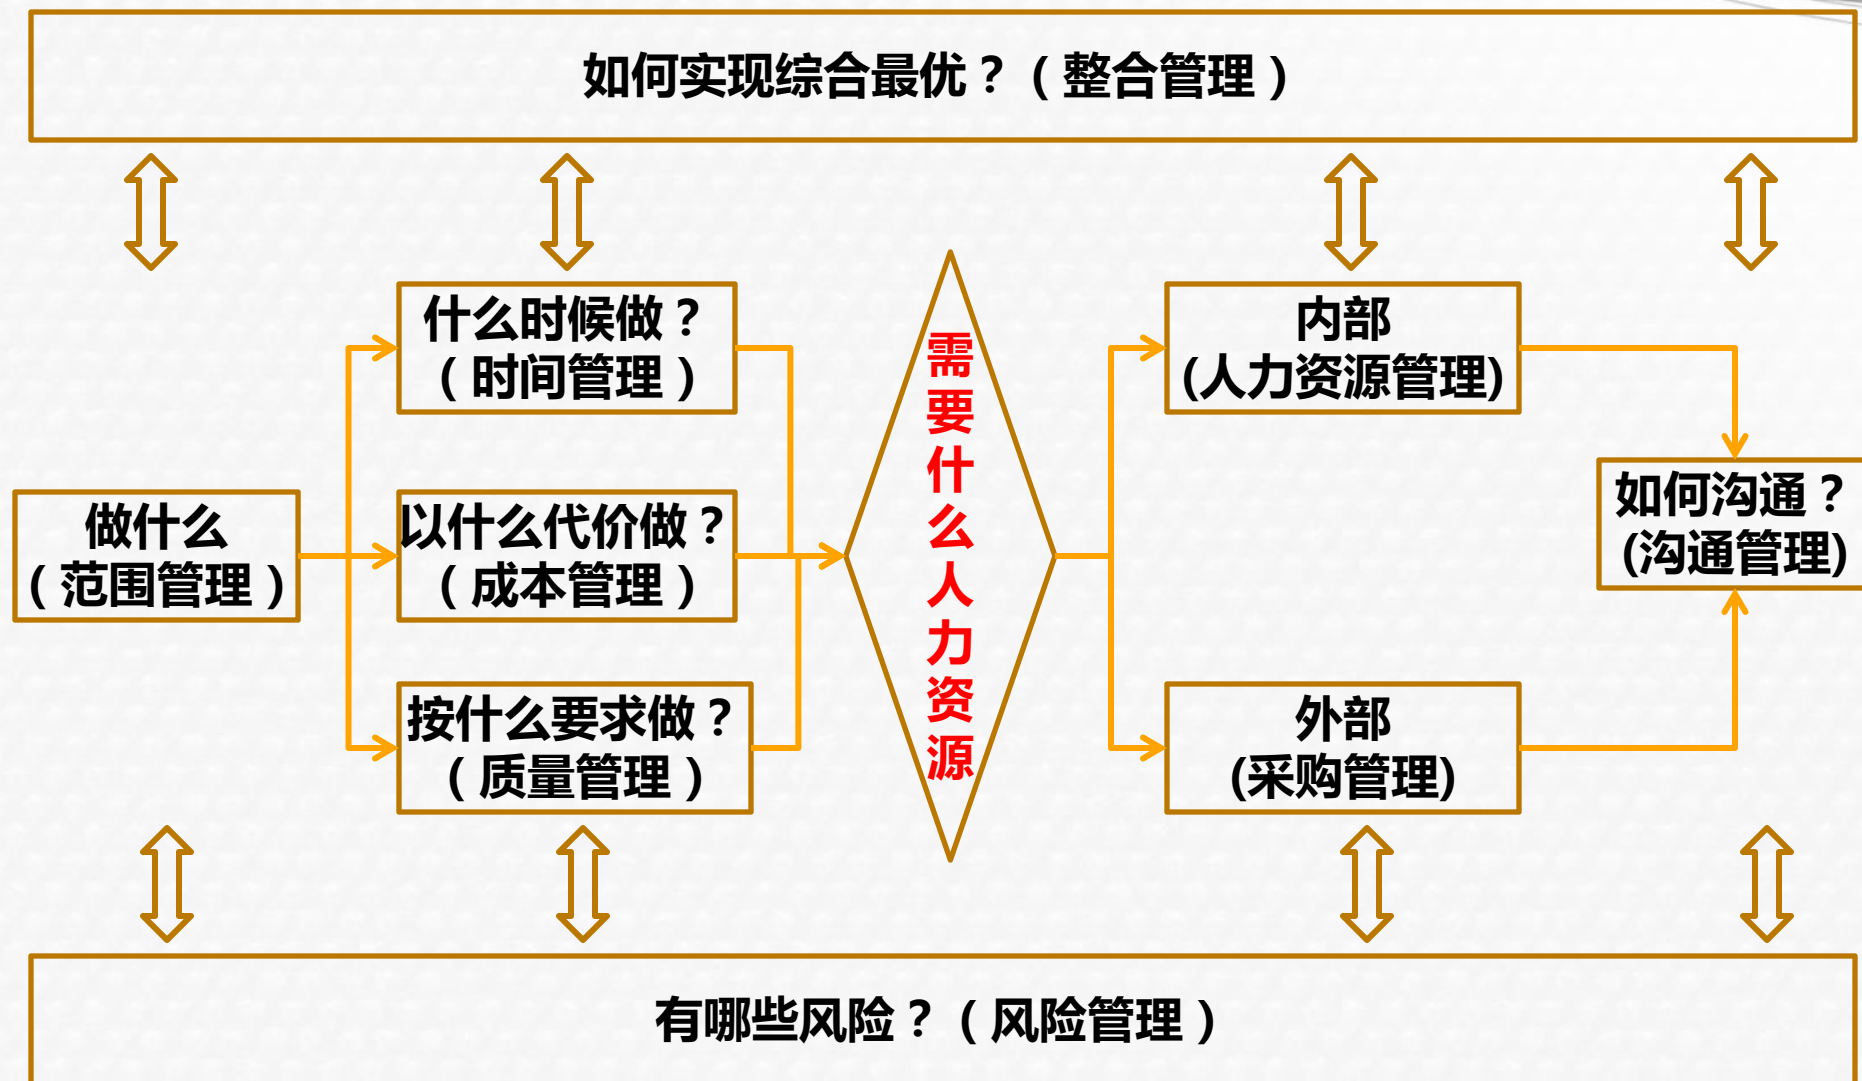 如何实现综合最优？（整合管理）
什么时候做？
（时间管理）
内部
(人力资源管理)
做什么
（范围管理）
以什么代价做？
（成本管理）
需要什么人力资源
如何沟通？
(沟通管理)
按什么要求做？
（质量管理）
外部
(采购管理)
有哪些风险？（风险管理）